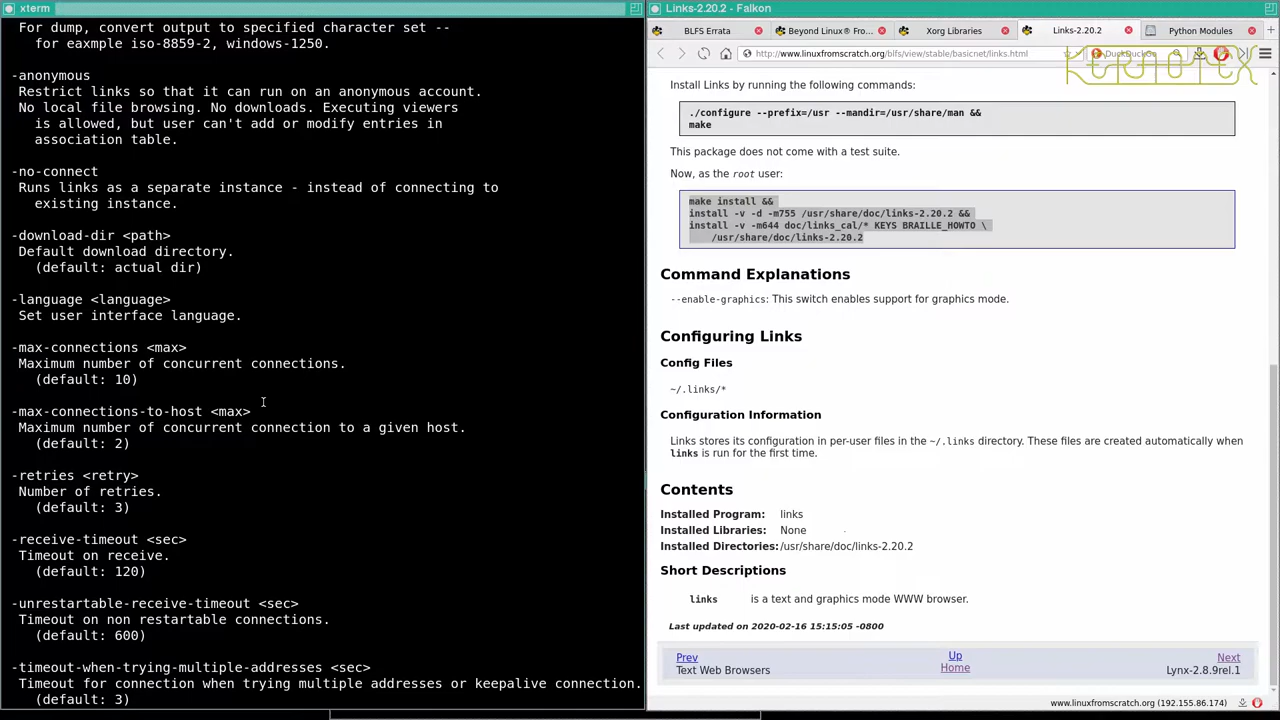 xterm
For dump, convert output to specified character set --
for eaxmple iso-8859-2, windows-1250.
-anonymous
Restrict links so that it can run on an anonymous account.
No local file browsing. No downloads. Executing viewers
is allowed, but user can't add or modify entries in
association table.
-no-connect
Runs links as a separate instance - instead of connecting to
existing instance.
-download-dir <path>
Default download directory.
(default: actual dir)
-language <language>
Set user interface language.
-max-connections <max>
Maximum number of concurrent connections.
(default: 10)
-max-connections-to-host <max>
Maximum number of concurrent connection to a given host.
(default: 2)
-retries <retry>
Number of retries.
(default: 3)
-receive-timeout <sec>
Timeout on receive.
(default: 120)
-unrestartable-receive-timeout <sec>
Timeout on non restartable connections.
(default: 600)
-timeout-when-trying-multiple-addresses <sec>
Timeout for connection when trying multiple addresses or keepalive connection.
(default: 3)
Links-2.20.2 - Falkon
BLFS Errata
Beyond Linux® Fro...
Xorg Libraries
Links-2.20.2
Python Modules
http://www.linuxfromscratch.org/blfs/view/stable/basicnet/links.html
DuckDuckGo
KERNOTEX
Install Links by running the following commands:
./configure --prefix=/usr --mandir=/usr/share/man &&
make
This package does not come with a test suite.
Now, as the root user:
make install &&
install -v -d -m755 /usr/share/doc/links-2.20.2 &&
install -v -m644 doc/links_cal/* KEYS BRAILLE_HOWTO \
/usr/share/doc/links-2.20.2
Command Explanations
--enable-graphics: This switch enables support for graphics mode.
Configuring Links
Config Files
~/.links/*
Configuration Information
Links stores its configuration in per-user files in the ~/.links directory. These files are created automatically when
links is run for the first time.
Contents
Installed Program: links
Installed Libraries: None
Installed Directories: /usr/share/doc/links-2.20.2
Short Descriptions
links is a text and graphics mode WWW browser.
Last updated on 2020-02-16 15:15:05 -0800
Prev
Up
Next
Text Web Browsers
Home
Lynx-2.8.9rel.1
www.linuxfromscratch.org (192.155.86.174)